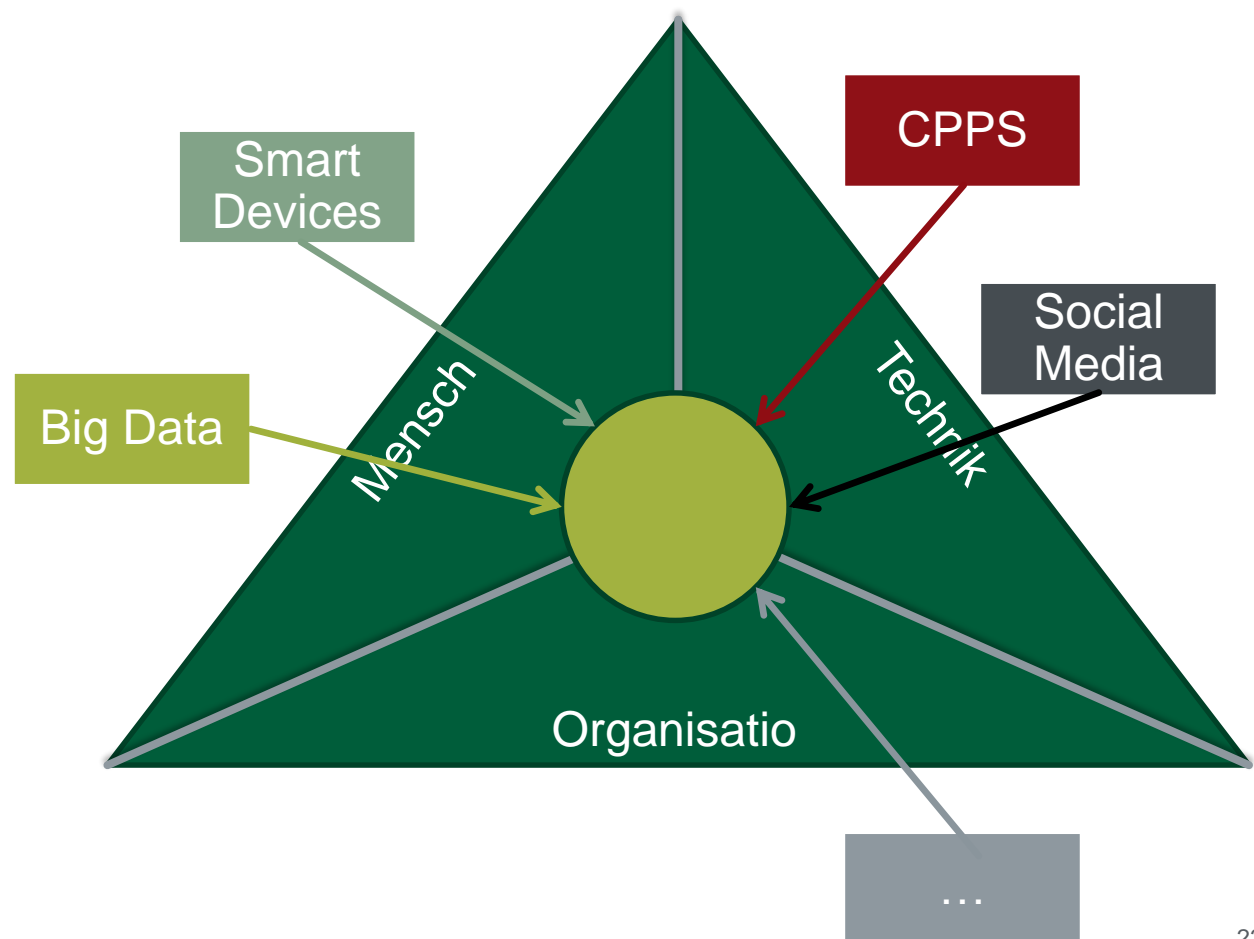 CPPS
Smart
Devices
Social
Media
Mensch
Technik
Big Data
Organisatio
...